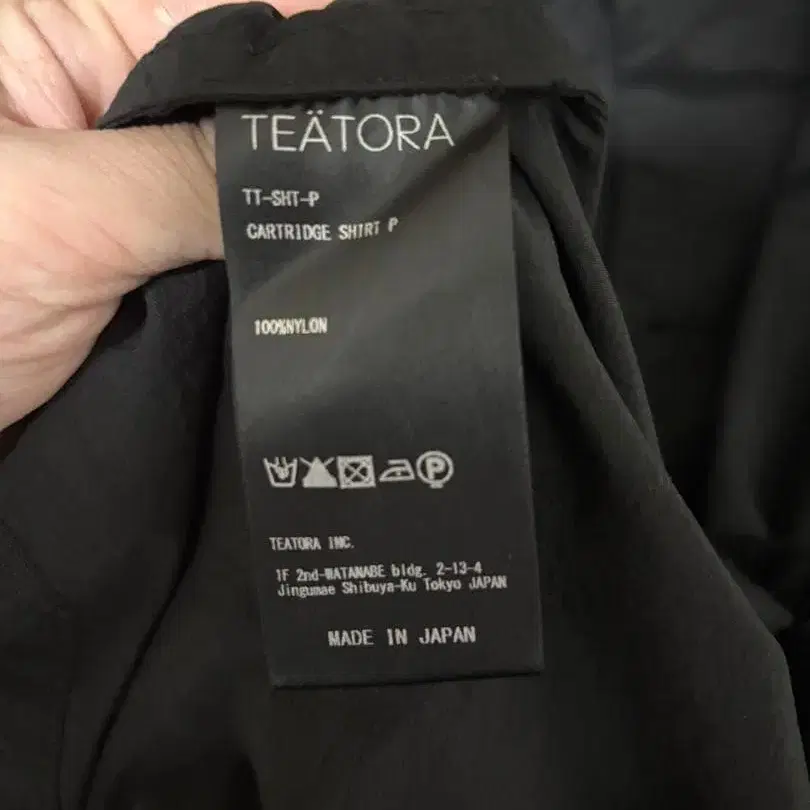 TEÄTORA
TT-SHT-P
CARTRIDGE SHIRT P
100%NYLON
P
TEATORA INC.
1F 2nd-WATANABE bldg. 2-13-4
Jingumae Shibuya-Ku Tokyo JAPAN
MADE IN JAPAN